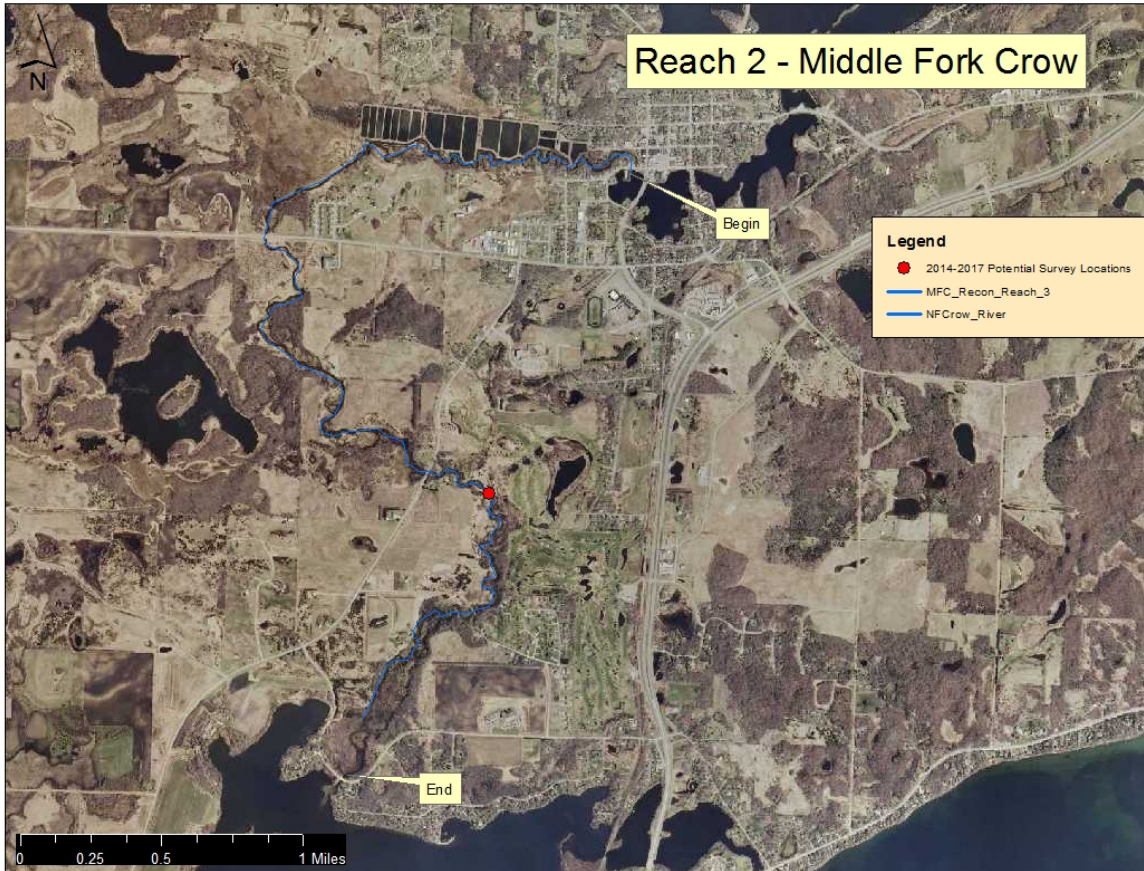 N
Reach 2 - Middle Fork Crow
Begin
Legend
2014-2017 Potential Survey Locations
MFC_Recon_Reach_3
NFCrow_River
End
0 0.25 0.5 1 Miles